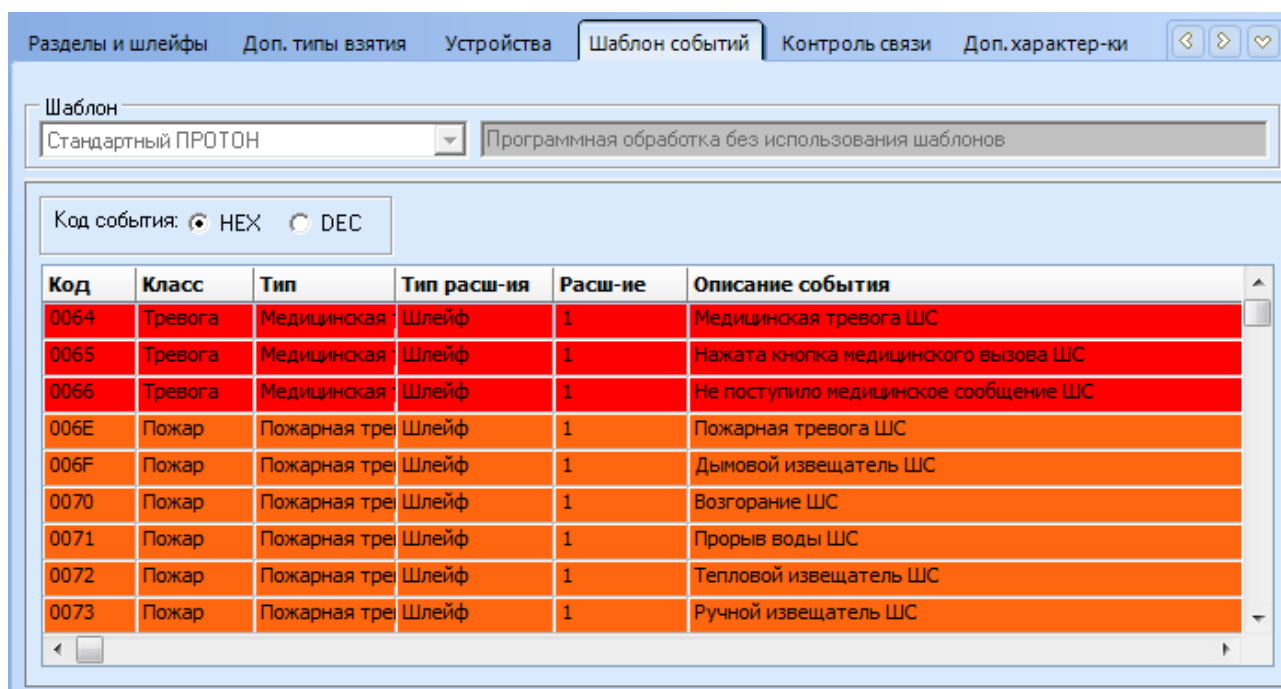 Разделы и шлейфы Доп. типы взятия Устройства Шаблон событий Контроль связи Доп. характер-ки
Шаблон
Стандартный ПРОТОН Программная обработка без использования шаблонов
Код события: HEX DEC
Код Класс Тип Тип расш-ия Расш-ие Описание события
0064 Тревога Медицинская Шлейф 1 Медицинская тревога ШС
0065 Тревога Медицинская Шлейф 1 Нажата кнопка медицинского вызова ШС
0066 Тревога Медицинская Шлейф 1 Не поступило медицинское сообщение ШС
006E Пожар Пожарная тре Шлейф 1 Пожарная тревога ШС
006F Пожар Пожарная тре Шлейф 1 Дымовой извещатель ШС
0070 Пожар Пожарная тре Шлейф 1 Возгорание ШС
0071 Пожар Пожарная тре Шлейф 1 Прорыв воды ШС
0072 Пожар Пожарная тре Шлейф 1 Тепловой извещатель ШС
0073 Пожар Пожарная тре Шлейф 1 Ручной извещатель ШС